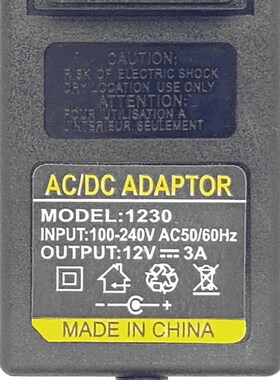 CAUTION:
RISK OF ELECTRIC SHOCK
DRY LOCATION USE ONLY
ATTENTION:
POUR UTILISATION A
L'INTERIEUR SEULEMENT
AC/DC ADAPTOR
MODEL:1230
INPUT:100-240V AC50/60Hz
OUTPUT:12V⎓3A
MADE IN CHINA